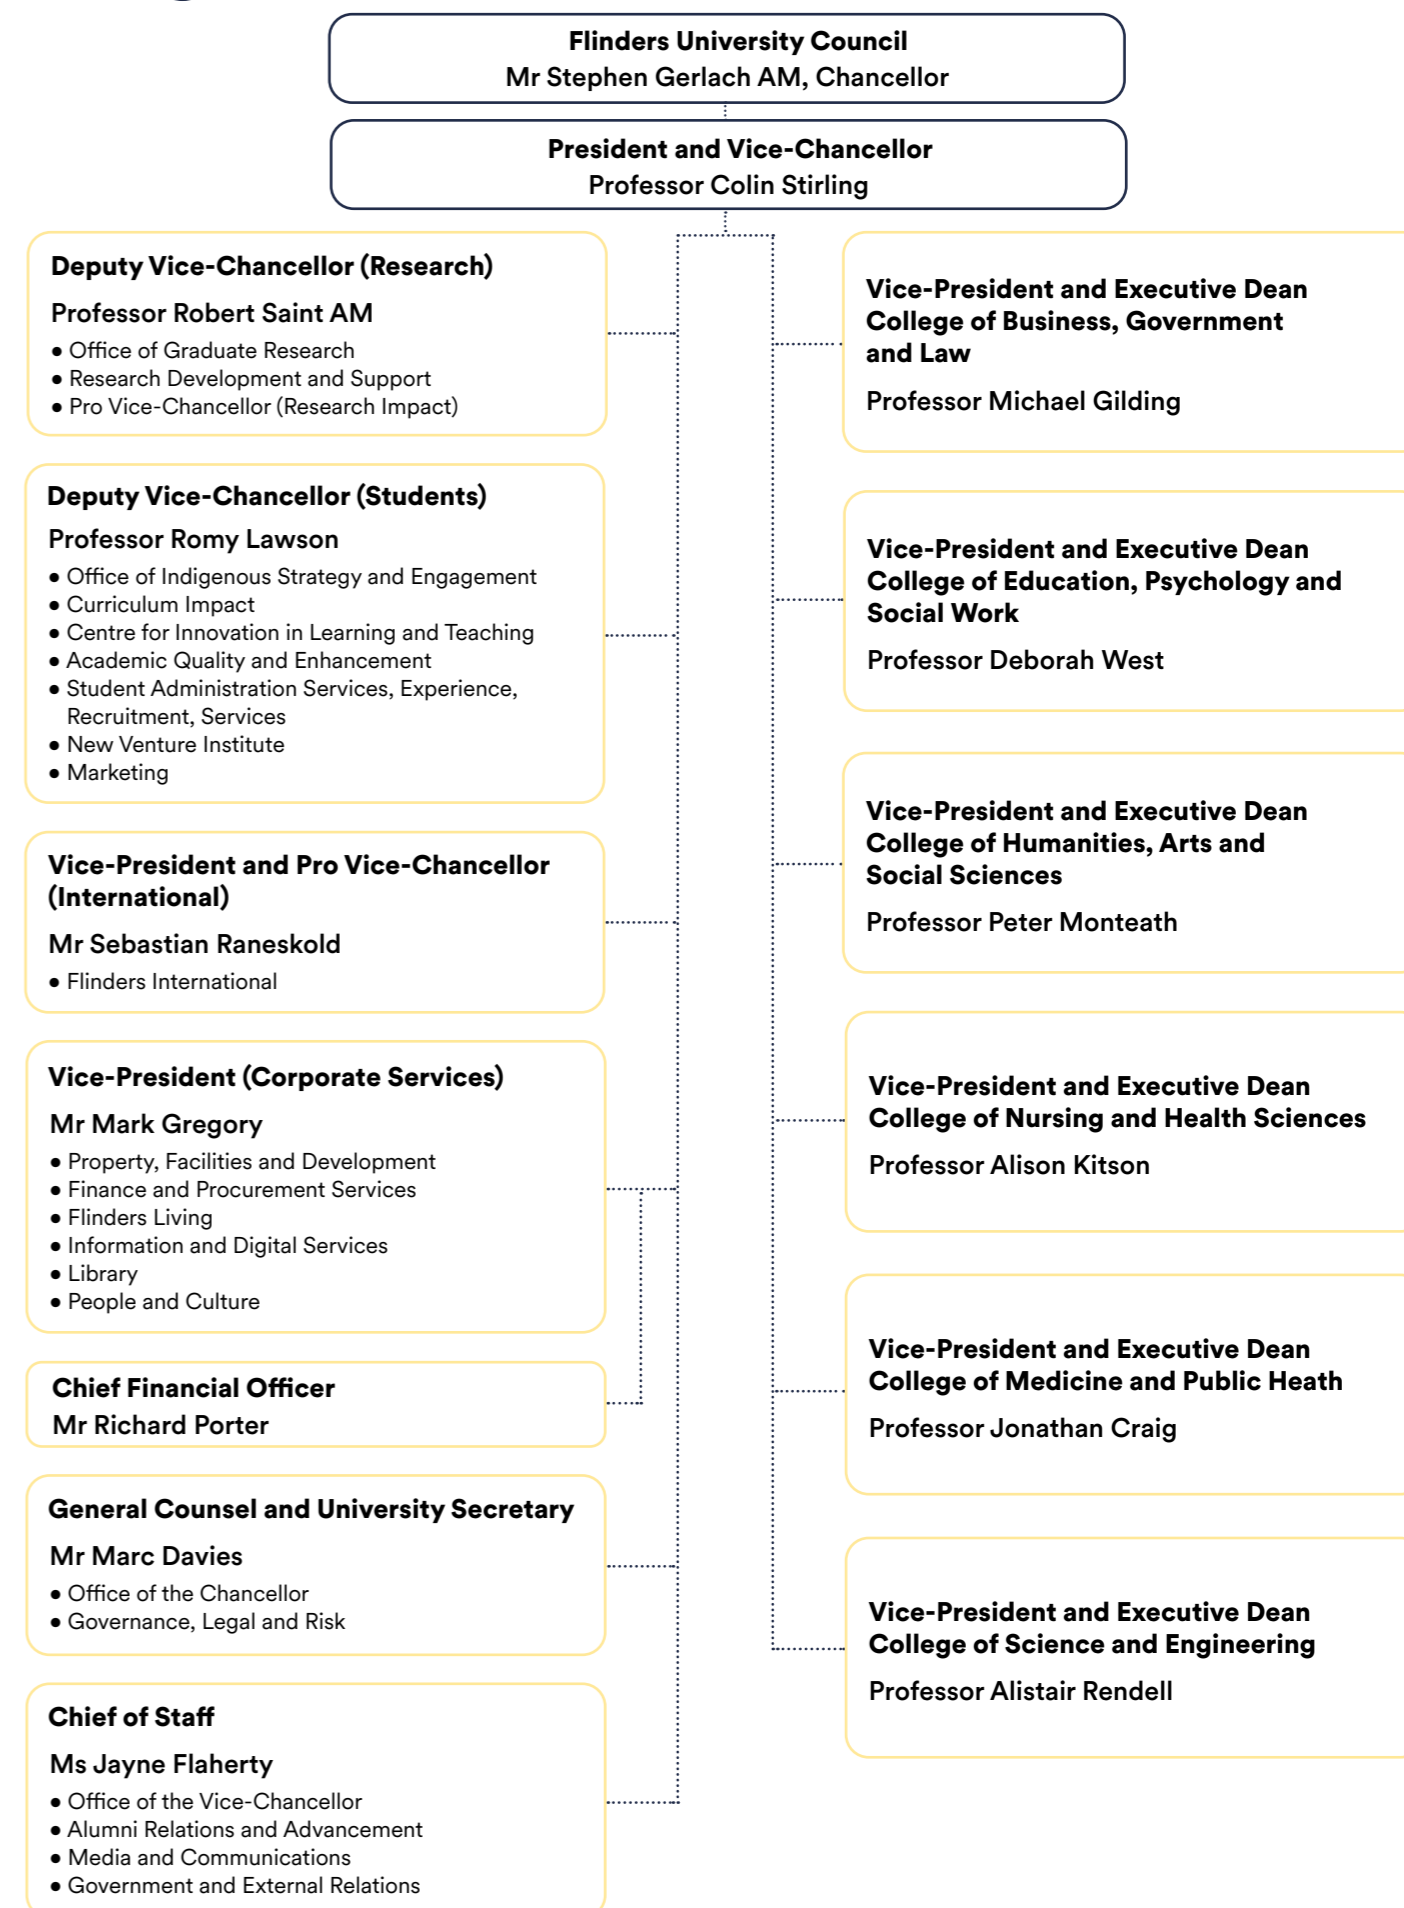 Flinders University Council
Mr Stephen Gerlach AM, Chancellor
President and Vice-Chancellor
Professor Colin Stirling
Deputy Vice-Chancellor (Research)
Professor Robert Saint AM
● Office of Graduate Research
● Research Development and Support
● Pro Vice-Chancellor (Research Impact)
Deputy Vice-Chancellor (Students)
Professor Romy Lawson
● Office of Indigenous Strategy and Engagement
● Curriculum Impact
● Centre for Innovation in Learning and Teaching
● Academic Quality and Enhancement
● Student Administration Services, Experience,
Recruitment, Services
● New Venture Institute
● Marketing
Vice-President and Pro Vice-Chancellor
(International)
Mr Sebastian Raneskold
● Flinders International
Vice-President (Corporate Services)
Mr Mark Gregory
● Property, Facilities and Development
● Finance and Procurement Services
● Flinders Living
● Information and Digital Services
● Library
● People and Culture
Chief Financial Officer
Mr Richard Porter
General Counsel and University Secretary
Mr Marc Davies
● Office of the Chancellor
● Governance, Legal and Risk
Chief of Staff
Ms Jayne Flaherty
● Office of the Vice-Chancellor
● Alumni Relations and Advancement
● Media and Communications
● Government and External Relations
Vice-President and Executive Dean
College of Business, Government
and Law
Professor Michael Gilding
Vice-President and Executive Dean
College of Education, Psychology and
Social Work
Professor Deborah West
Vice-President and Executive Dean
College of Humanities, Arts and
Social Sciences
Professor Peter Monteath
Vice-President and Executive Dean
College of Nursing and Health Sciences
Professor Alison Kitson
Vice-President and Executive Dean
College of Medicine and Public Heath
Professor Jonathan Craig
Vice-President and Executive Dean
College of Science and Engineering
Professor Alistair Rendell